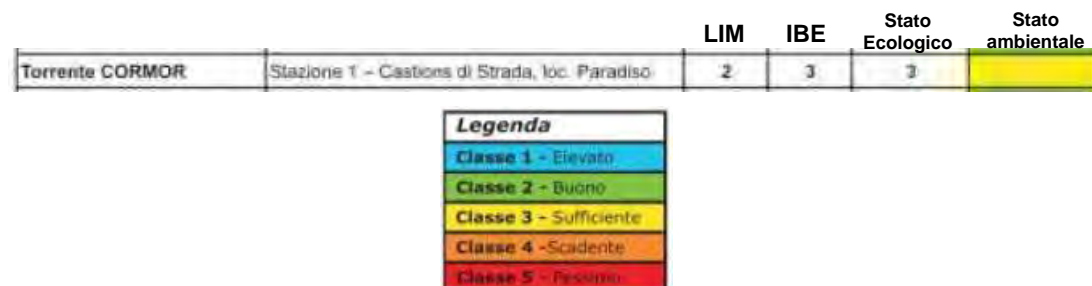 LIM IBE Stato Ecologico Stato ambientale
Torrente CORMOR Stazione 1 – Castions di Strada, loc. Paradiso 2 3 3
Legenda
Classe 1 - Elevato
Classe 2 - Buono
Classe 3 - Sufficiente
Classe 4 -Scadente
Classe 5 - Pessimo